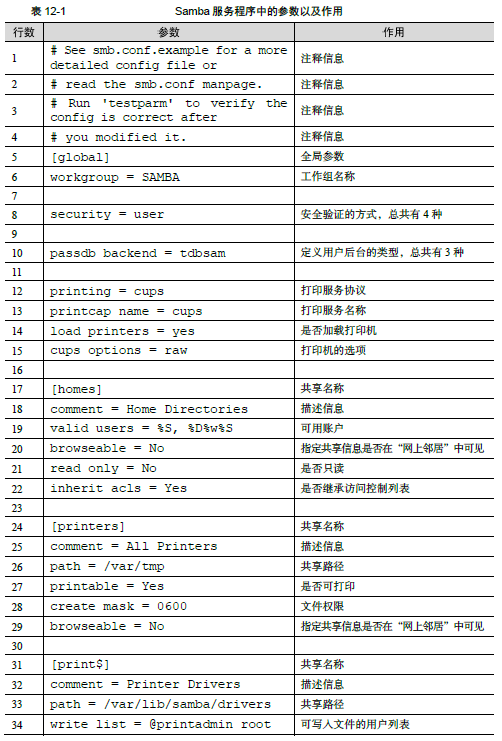 表 12-1 Samba 服务程序中的参数以及作用
行数 参数 作用
1 # See smb.conf.example for a more detailed config file or 注释信息
2 # read the smb.conf manpage. 注释信息
3 # Run 'testparm' to verify the config is correct after 注释信息
4 # you modified it. 注释信息
5 [global] 全局参数
6 workgroup = SAMBA 工作组名称
7
8 security = user 安全验证的方式，总共有 4 种
9
10 passdb backend = tdbsam 定义用户后台的类型，总共有 3 种
11
12 printing = cups 打印服务协议
13 printcap name = cups 打印服务名称
14 load printers = yes 是否加载打印机
15 cups options = raw 打印机的选项
16
17 [homes] 共享名称
18 comment = Home Directories 描述信息
19 valid users = %S, %D%w%S 可用账户
20 browseable = No 指定共享信息是否在“网上邻居”中可见
21 read only = No 是否只读
22 inherit acls = Yes 是否继承访问控制列表
23
24 [printers] 共享名称
25 comment = All Printers 描述信息
26 path = /var/tmp 共享路径
27 printable = Yes 是否可打印
28 create mask = 0600 文件权限
29 browseable = No 指定共享信息是否在“网上邻居”中可见
30
31 [print$] 共享名称
32 comment = Printer Drivers 描述信息
33 path = /var/lib/samba/drivers 共享路径
34 write list = @printadmin root 可写入文件的用户列表